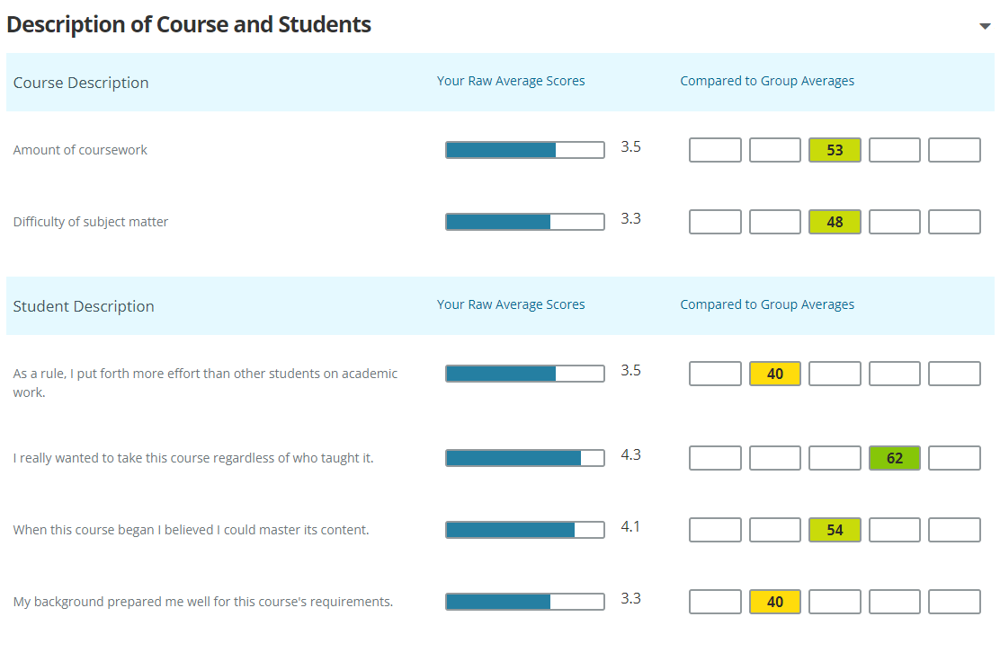 Description of Course and Students
Course Description Your Raw Average Scores Compared to Group Averages
Amount of coursework 3.5 53
Difficulty of subject matter 3.3 48
Student Description Your Raw Average Scores Compared to Group Averages
As a rule, I put forth more effort than other students on academic 3.5 40
work.
I really wanted to take this course regardless of who taught it. 4.3 62
When this course began I believed I could master its content. 4.1 54
My background prepared me well for this course's requirements. 3.3 40